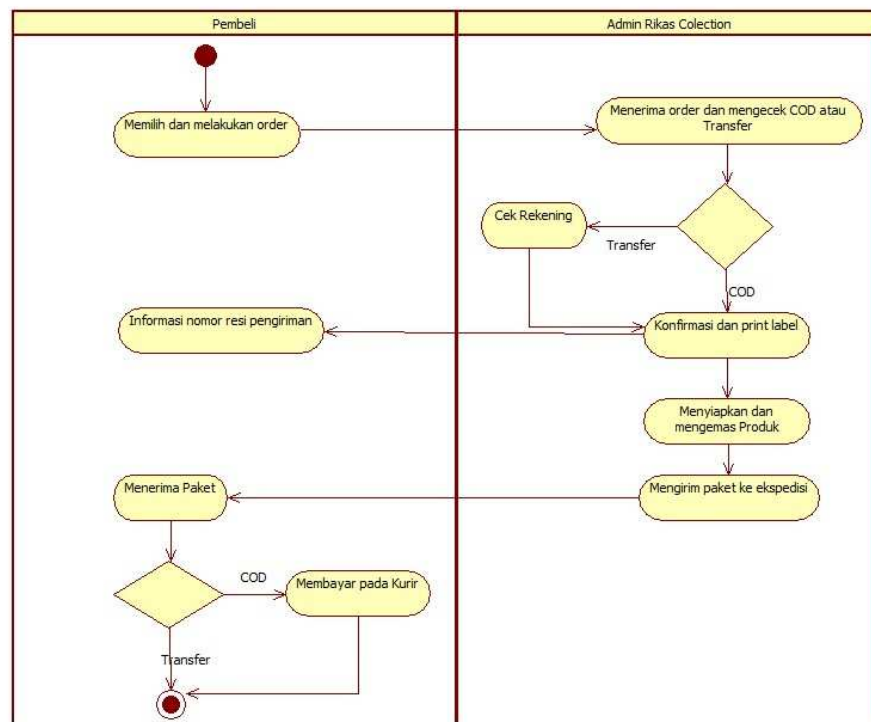 Pembeli
Admin Rikas Colection
Memilih dan melakukan order
Menerima order dan mengecek COD atau
Transfer
Cek Rekening
Transfer
COD
Informasi nomor resi pengiriman
Konfirmasi dan print label
Menyiapkan dan
mengemas Produk
Menerima Paket
Mengirim paket ke ekspedisi
COD
Membayar pada Kurir
Transfer